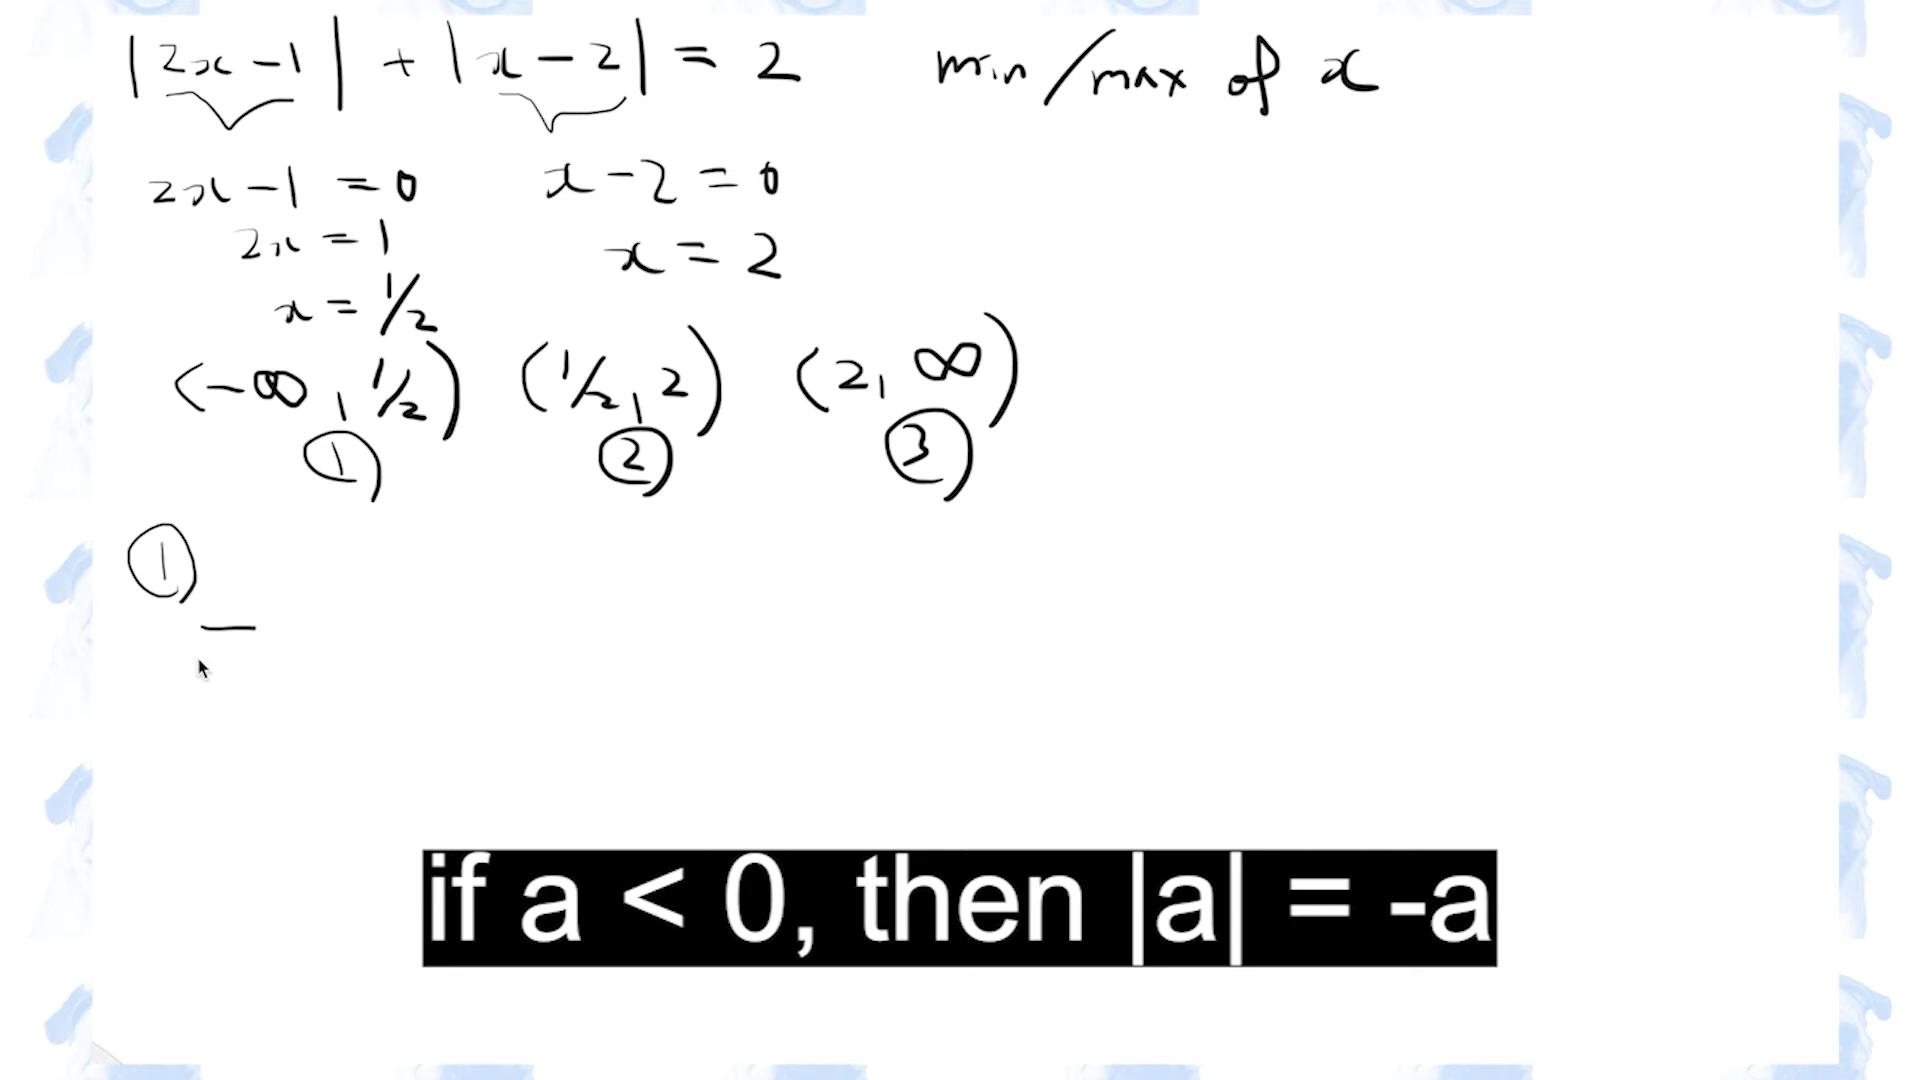 |2x-1| + |x-2| = 2 min/max of x
2x-1 = 0 x-2 = 0
2x = 1 x = 2
x = 1/2
(-∞, 1/2) (1/2, 2) (2, ∞)
① ② ③
①
—
if a < 0, then |a| = -a